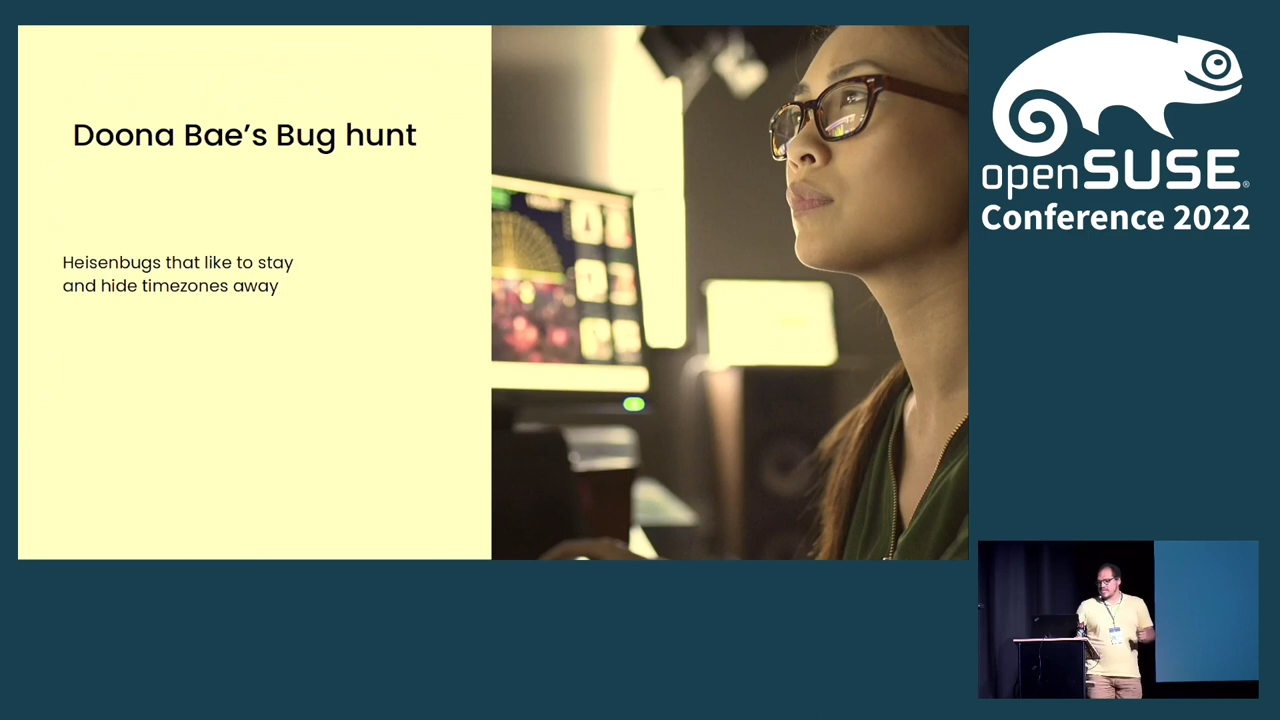 Doona Bae’s Bug hunt
Heisenbugs that like to stay
and hide timezones away
openSUSE®
Conference 2022